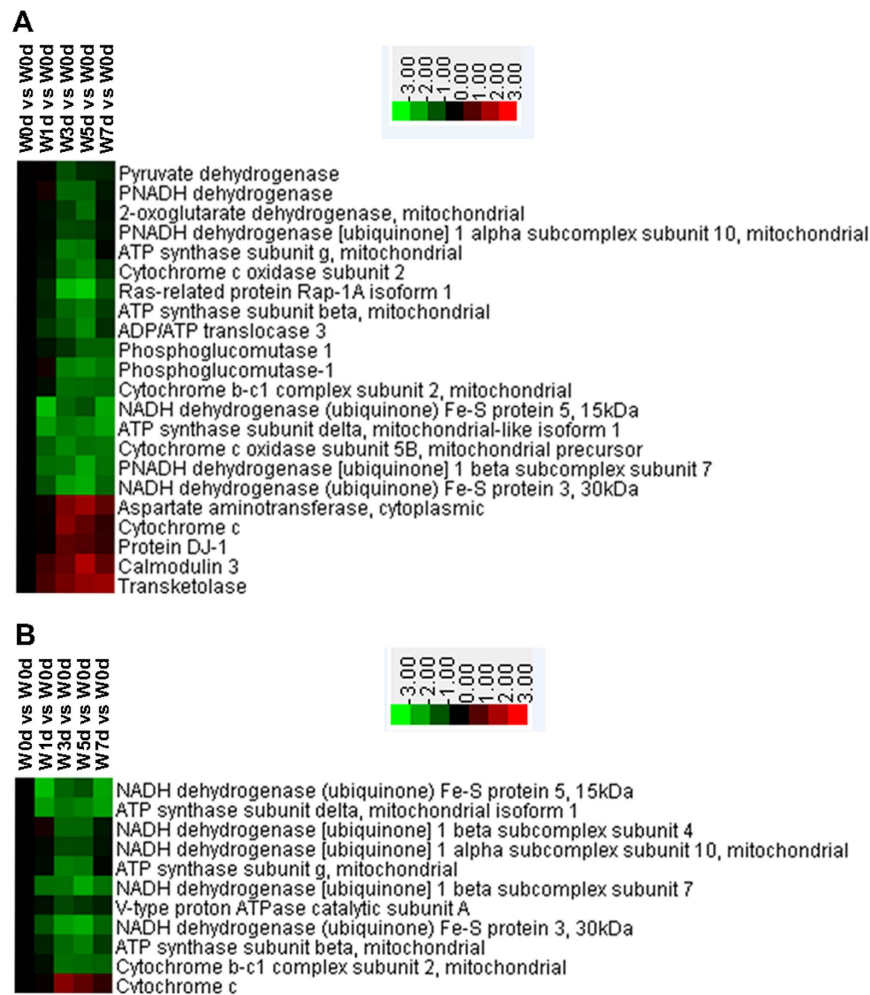 A
W0d vs W0d
W1d vs W0d
W3d vs W0d
W5d vs W0d
W7d vs W0d
-3.00
-2.00
-1.00
0.00
1.00
2.00
3.00
Pyruvate dehydrogenase
PNADH dehydrogenase
2-oxoglutarate dehydrogenase, mitochondrial
PNADH dehydrogenase [ubiquinone] 1 alpha subcomplex subunit 10, mitochondrial
ATP synthase subunit g, mitochondrial
Cytochrome c oxidase subunit 2
Ras-related protein Rap-1A isoform 1
ATP synthase subunit beta, mitochondrial
ADP/ATP translocase 3
Phosphoglucomutase 1
Phosphoglucomutase-1
Cytochrome b-c1 complex subunit 2, mitochondrial
NADH dehydrogenase (ubiquinone) Fe-S protein 5, 15kDa
ATP synthase subunit delta, mitochondrial-like isoform 1
Cytochrome c oxidase subunit 5B, mitochondrial precursor
PNADH dehydrogenase [ubiquinone] 1 beta subcomplex subunit 7
NADH dehydrogenase (ubiquinone) Fe-S protein 3, 30kDa
Aspartate aminotransferase, cytoplasmic
Cytochrome c
Protein DJ-1
Calmodulin 3
Transketolase
B
W0d vs W0d
W1d vs W0d
W3d vs W0d
W5d vs W0d
W7d vs W0d
-3.00
-2.00
-1.00
0.00
1.00
2.00
3.00
NADH dehydrogenase (ubiquinone) Fe-S protein 5, 15kDa
ATP synthase subunit delta, mitochondrial isoform 1
NADH dehydrogenase [ubiquinone] 1 beta subcomplex subunit 4
NADH dehydrogenase [ubiquinone] 1 alpha subcomplex subunit 10, mitochondrial
ATP synthase subunit g, mitochondrial
NADH dehydrogenase [ubiquinone] 1 beta subcomplex subunit 7
V-type proton ATPase catalytic subunit A
NADH dehydrogenase (ubiquinone) Fe-S protein 3, 30kDa
ATP synthase subunit beta, mitochondrial
Cytochrome b-c1 complex subunit 2, mitochondrial
Cytochrome c